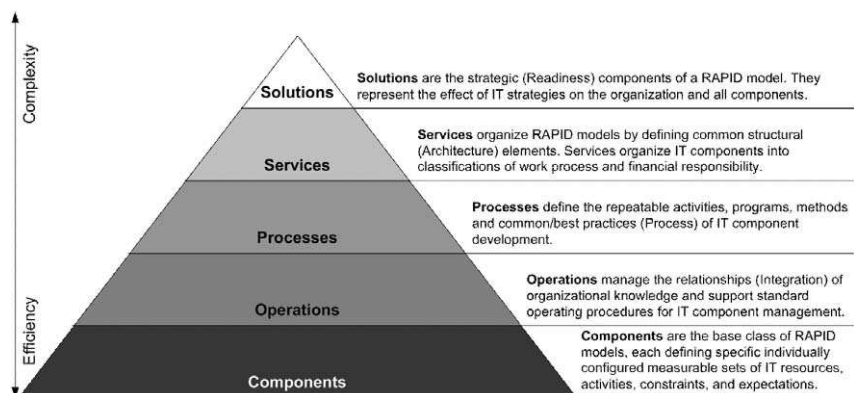 Complexity
Efficiency
Solutions
Solutions are the strategic (Readiness) components of a RAPID model. They
represent the effect of IT strategies on the organization and all components.
Services
Services organize RAPID models by defining common structural
(Architecture) elements. Services organize IT components into
classifications of work process and financial responsibility.
Processes
Processes define the repeatable activities, programs, methods
and common/best practices (Process) of IT component
development.
Operations
Operations manage the relationships (Integration) of
organizational knowledge and support standard
operating procedures for IT component management.
Components
Components are the base class of RAPID
models, each defining specific individually
configured measurable sets of IT resources,
activities, constraints, and expectations.